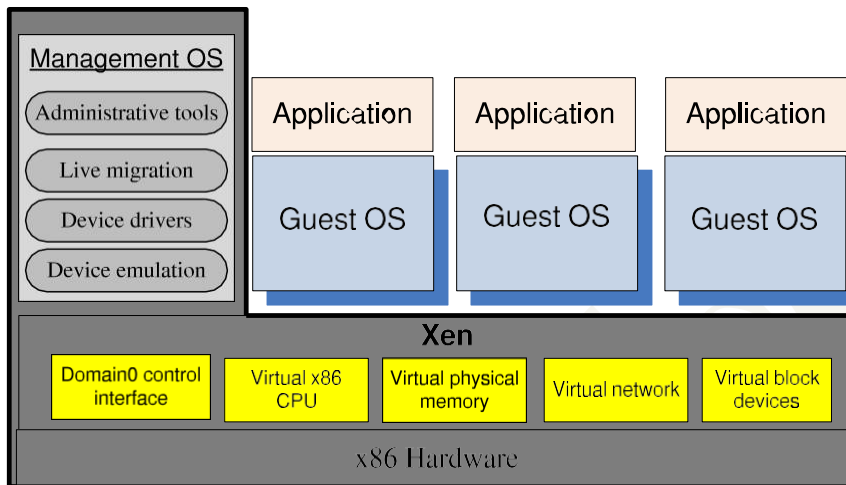 Management OS
Administrative tools
Live migration
Device drivers
Device emulation
Application
Guest OS
Application
Guest OS
Application
Guest OS
Xen
Domain0 control
interface
Virtual x86
CPU
Virtual physical
memory
Virtual network
Virtual block
devices
x86 Hardware